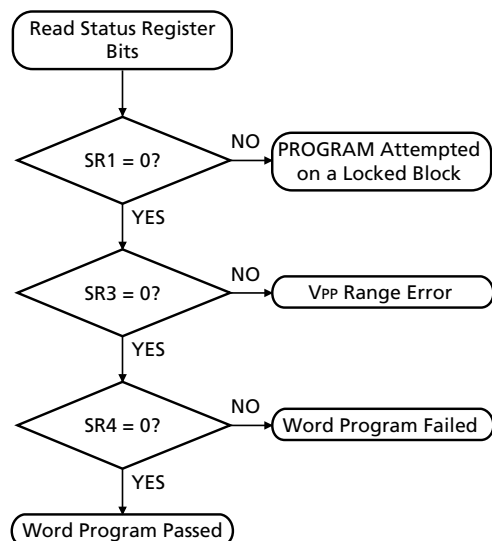 Read Status Register
Bits
NO
SR1 = 0?
PROGRAM Attempted
on a Locked Block
YES
NO
SR3 = 0?
VPP Range Error
YES
NO
SR4 = 0?
Word Program Failed
YES
Word Program Passed